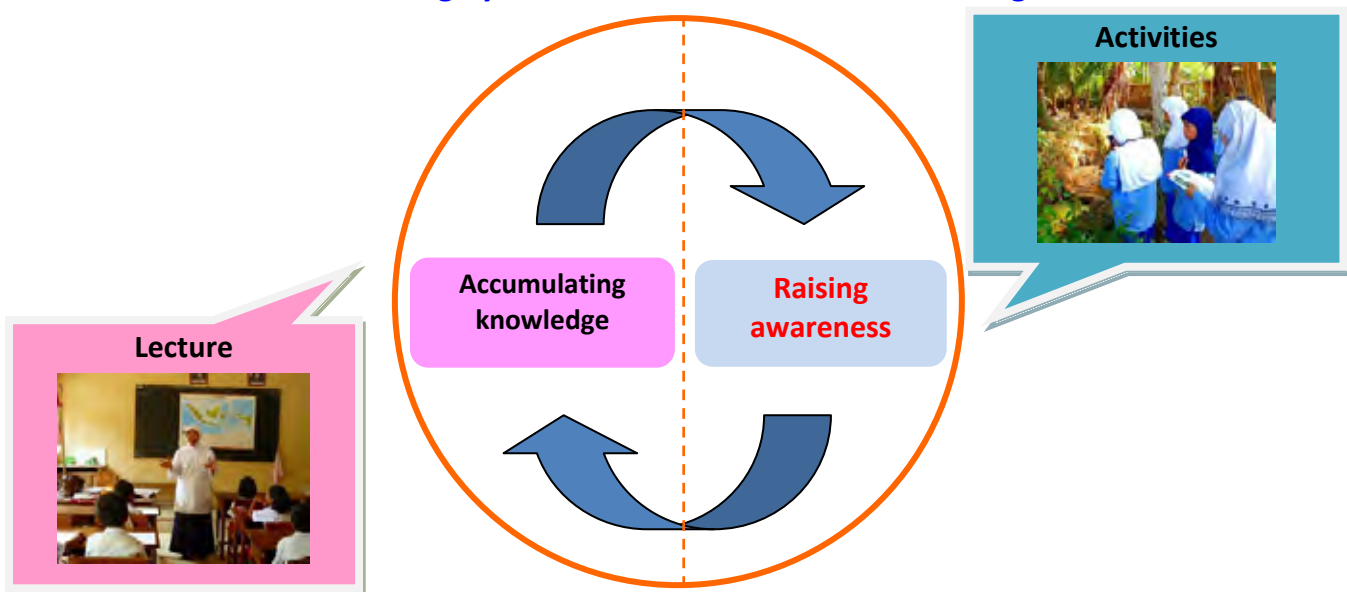 Activities
Accumulating
knowledge
Raising
awareness
Lecture